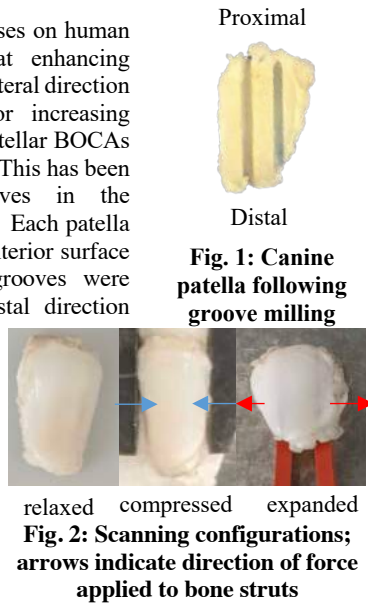 ses on human
at enhancing
teral direction
or increasing
tellar BOCAs
This has been
ves in the
Each patella
nterior surface
grooves were
stal direction
Proximal
Distal
Fig. 1: Canine
patella following
groove milling
relaxed compressed expanded
Fig. 2: Scanning configurations;
arrows indicate direction of force
applied to bone struts